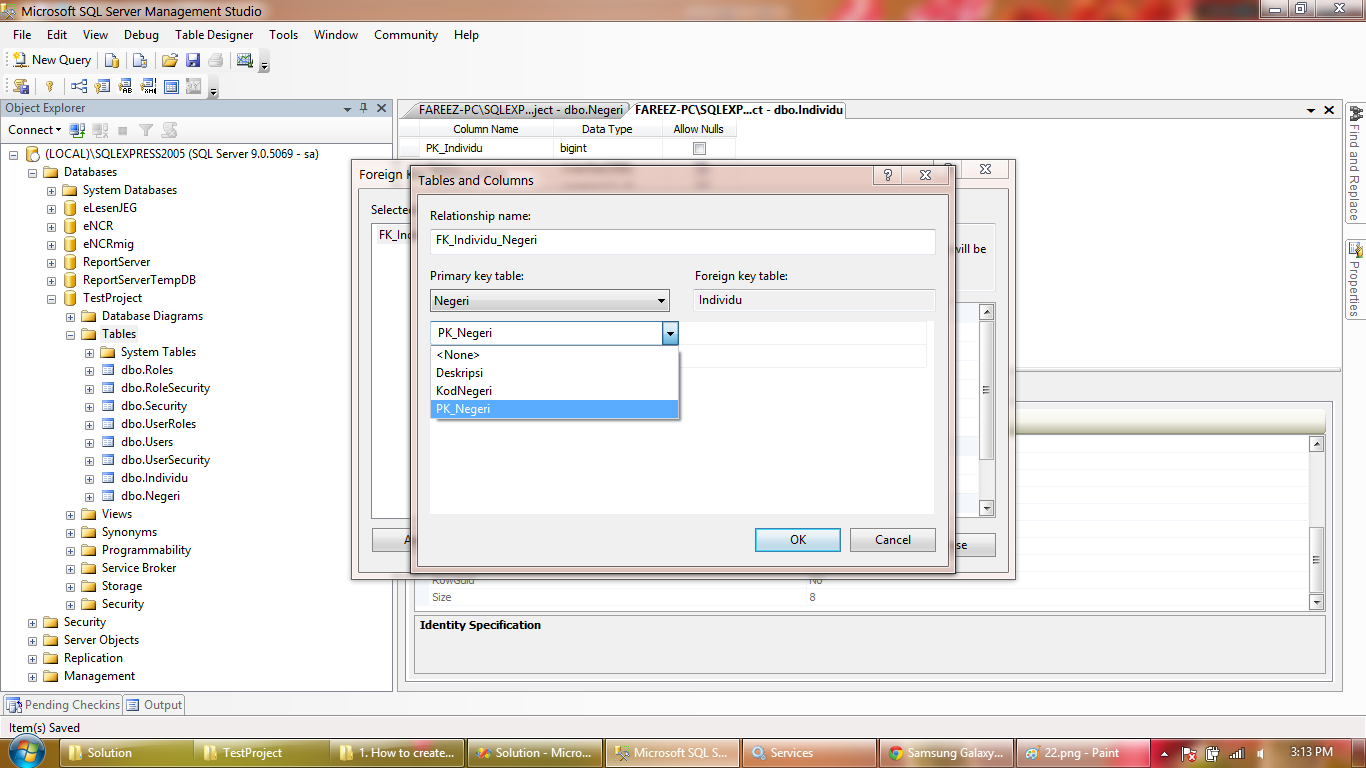 Microsoft SQL Server Management Studio
File Edit View Debug Table Designer Tools Window Community Help
New Query
Object Explorer
Connect
(LOCAL)\SQLEXPRESS2005 (SQL Server 9.0.5069 - sa)
Databases
System Databases
eLesenJEG
eNCR
eNCRmig
ReportServer
ReportServerTempDB
TestProject
Database Diagrams
Tables
System Tables
dbo.Roles
dbo.RoleSecurity
dbo.Security
dbo.UserRoles
dbo.Users
dbo.UserSecurity
dbo.Individu
dbo.Negeri
Views
Synonyms
Programmability
Service Broker
Storage
Security
Security
Server Objects
Replication
Management
FAREEZ-PC\SQLEXP...ject - dbo.Negeri FAREEZ-PC\SQLEXP...ct - dbo.Individu
Column Name Data Type Allow Nulls
PK_Individu bigint
Foreign K
Selected
FK_Ind
will be
Tables and Columns
Relationship name:
FK_Individu_Negeri
Primary key table: Foreign key table:
Negeri Individu
PK_Negeri
<None>
Deskripsi
KodNegeri
PK_Negeri
OK Cancel
A
se
RowGuid No
Size 8
Identity Specification
Find and Replace
Properties
Pending Checkins Output
Item(s) Saved
Solution TestProject 1. How to create... Solution - Micro... Microsoft SQL S... Services Samsung Galaxy... 22.png - Paint 3:13 PM